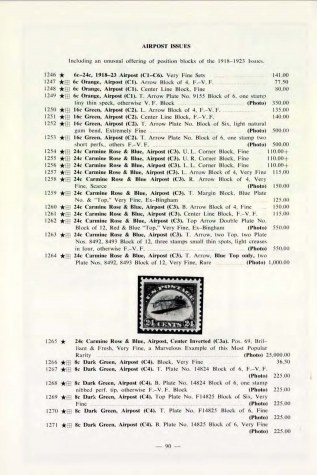 AIRPOST ISSUES
Including an unusual offering of position blocks of the 1918-1923 Issues.
1246 ★ 6c-24c, 1918-23 Airpost (C1-C6). Very Fine Sets 141.00
1247 ★⊞ 6c Orange, Airpost (C1). Arrow Block of 4, F.-V. F. 77.50
1248 ★⊞ 6c Orange, Airpost (C1). Center Line Block, Fine 80.00
1249 ★⊞ 6c Orange, Airpost (C1). T. Arrow Plate No. 9155 Block of 6, one stamp
tiny thin speck, otherwise V. F. Block (Photo) 350.00
1250 ★⊞ 16c Green, Airpost (C2). L. Arrow Block of 4, F.-V. F. 135.00
1251 ★⊞ 16c Green, Airpost (C2). Center Line Block, F.-V. F. 140.00
1252 ★⊞ 16c Green, Airpost (C2). T. Arrow Plate No. Block of Six, light natural
gum bend, Extremely Fine (Photo) 500.00
1253 ★⊞ 16c Green, Airpost (C2). T. Arrow Plate No. Block of 6, one stamp two
short perfs., others F.-V. F. (Photo) 500.00
1254 ★⊞ 24c Carmine Rose & Blue, Airpost (C3). U. L. Corner Block, Fine 110.00+
1255 ★⊞ 24c Carmine Rose & Blue, Airpost (C3). U. R. Corner Block, Fine 110.00+
1256 ★⊞ 24c Carmine Rose & Blue, Airpost (C3). L. L. Corner Block, Fine 110.00+
1257 ★⊞ 24c Carmine Rose & Blue, Airpost (C3). L. Arrow Block of 4, Very Fine 115.00
1258 ★⊞ 24c Carmine Rose & Blue, Airpost (C3). R. Arrow Block of 4, Very
Fine, Scarce (Photo) 150.00
1259 ★⊞ 24c Carmine Rose & Blue, Airpost (C3). T. Margin Block, Blue Plate
No. & "Top," Very Fine, Ex-Bingham 125.00
1260 ★⊞ 24c Carmine Rose & Blue, Airpost (C3). B. Arrow Block of 4, Fine 150.00
1261 ★⊞ 24c Carmine Rose & Blue, Airpost (C3). Center Line Block, F.-V. F. 115.00
1262 ★⊞ 24c Carmine Rose & Blue, Airpost (C3). Top Arrow Double Plate No.
Block of 12, Red & Blue "Top," Very Fine, Ex-Bingham (Photo) 550.00
1263 ★⊞ 24c Carmine Rose & Blue, Airpost (C3). T. Arrow, two Top, two Plate
Nos. 8492, 8493 Block of 12, three stamps small thin spots, light creases
in four, otherwise F.-V. F. (Photo) 550.00
1264 ★⊞ 24c Carmine Rose & Blue, Airpost (C3). T. Arrow, Blue Top only, two
Plate Nos. 8492, 8493 Block of 12, Very Fine, Rare (Photo) 1,000.00
24 CENTS 24
1265 ★ 24c Carmine Rose & Blue, Airpost, Center Inverted (C3a). Pos. 69, Bril-
liant & Fresh, Very Fine, a Marvelous Example of this Most Popular
Rarity (Photo) 25,000.00
1266 ★⊞ 8c Dark Green, Airpost (C4). Block, Very Fine 36.50
1267 ★⊞ 8c Dark Green, Airpost (C4). T. Plate No. 14824 Block of 6, F.-V. F.
(Photo) 225.00
1268 ★⊞ 8c Dark Green, Airpost (C4). B. Plate No. 14824 Block of 6, one stamp
nibbed perf. tip, otherwise V. F. Block (Photo) 225.00
1269 ★⊞ 8c Dark Green, Airpost (C4). Top Plate No. F14825 Block of Six, Very
Fine (Photo) 225.00
1270 ★⊞ 8c Dark Green, Airpost (C4). T. Plate No. F14825 Block of 6, Fine
(Photo) 225.00
1271 ★⊞ 8c Dark Green, Airpost (C4). B. Plate No. 14825 Block of 6, Very Fine
(Photo) 225.00
— 90 —